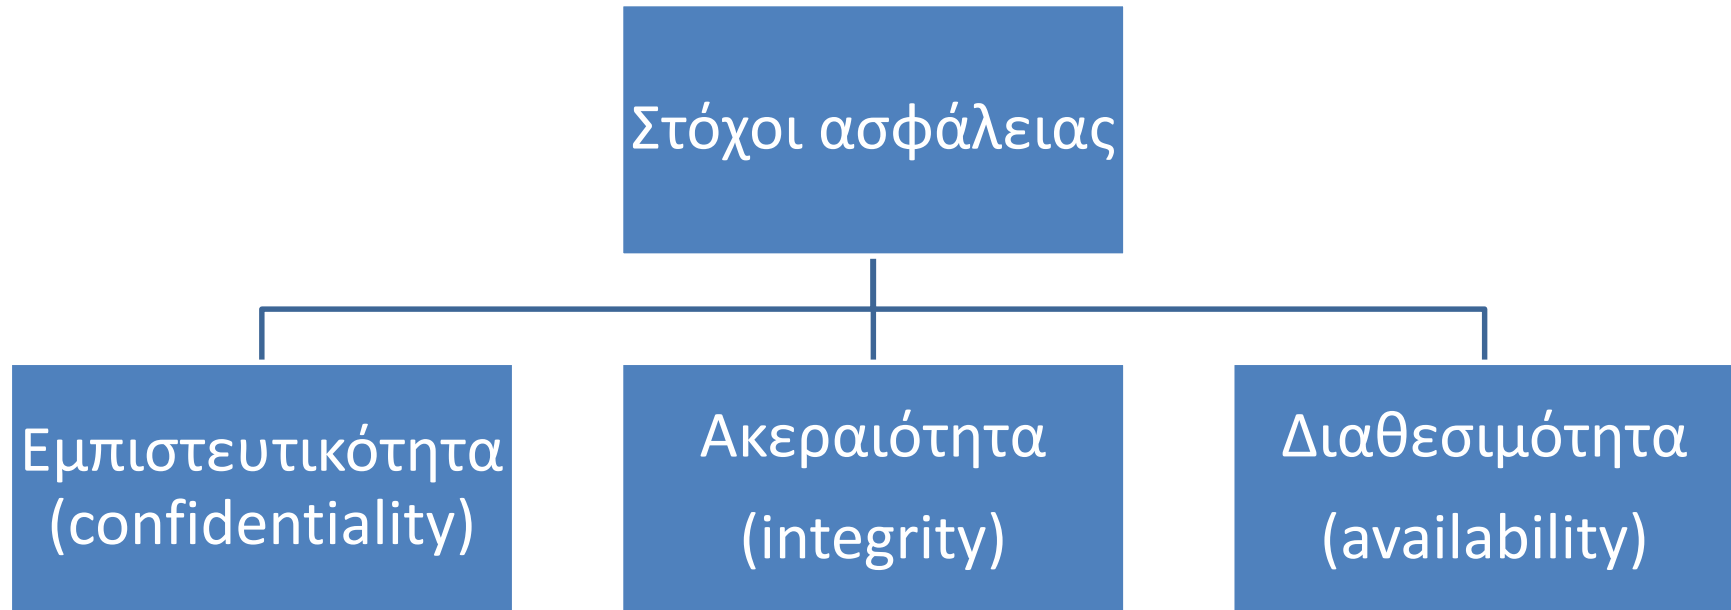 Στόχοι ασφάλειας
Εμπιστευτικότητα
(confidentiality)
Ακεραιότητα
(integrity)
Διαθεσιμότητα
(availability)